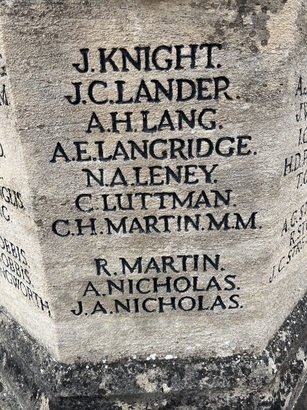 J. KNIGHT.
J. C. LANDER.
A. H. LANG.
A. E. LANGRIDGE.
N. A. LENEY.
C. LUTTMAN.
C. H. MARTIN. M. M.
R. MARTIN.
A. NICHOLAS.
J. A. NICHOLAS.